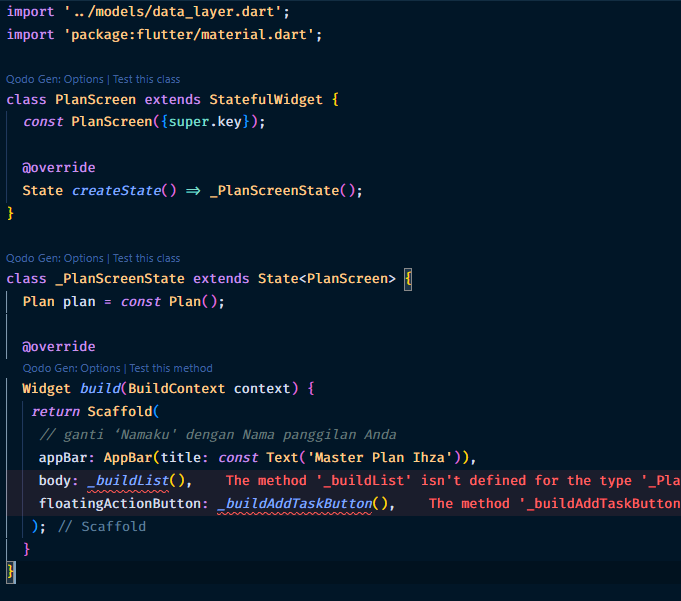 import '../models/data_layer.dart';
import 'package:flutter/material.dart';
Qodo Gen: Options | Test this class
class PlanScreen extends StatefulWidget {
const PlanScreen({super.key});
@override
State createState() => _PlanScreenState();
}
Qodo Gen: Options | Test this class
class _PlanScreenState extends State<PlanScreen> {
Plan plan = const Plan();
@override
Qodo Gen: Options | Test this method
Widget build(BuildContext context) {
return Scaffold(
// ganti ‘Namaku' dengan Nama panggilan Anda
appBar: AppBar(title: const Text('Master Plan Ihza')),
body: _buildList(), The method '_buildList' isn't defined for the type '_Pla
floatingActionButton: _buildAddTaskButton(), The method '_buildAddTaskButton
); // Scaffold
}
}